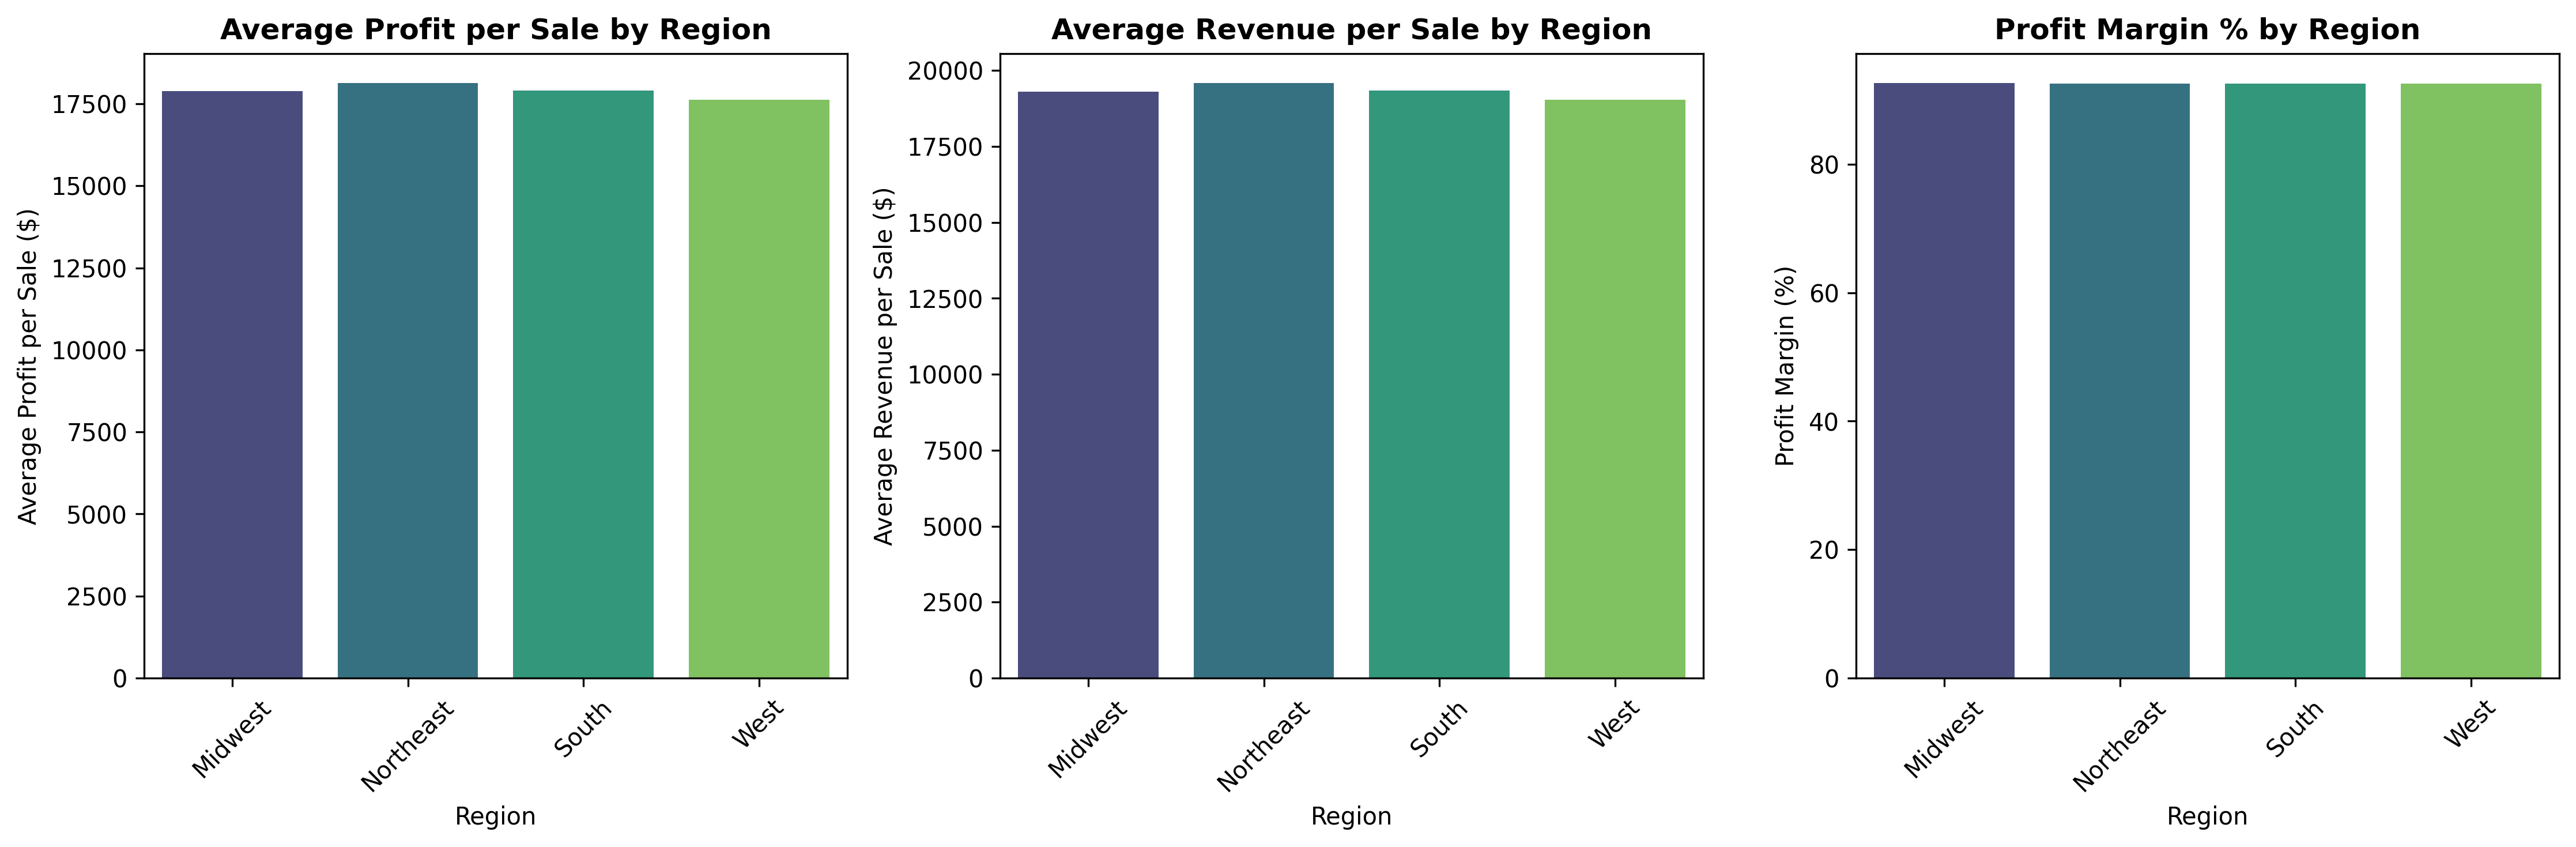 Average Profit per Sale by Region
Average Profit per Sale ($)
17500
15000
12500
10000
7500
5000
2500
0
Midwest
Northeast
South
West
Region
Average Revenue per Sale by Region
Average Revenue per Sale ($)
20000
17500
15000
12500
10000
7500
5000
2500
0
Midwest
Northeast
South
West
Region
Profit Margin % by Region
Profit Margin (%)
80
60
40
20
0
Midwest
Northeast
South
West
Region